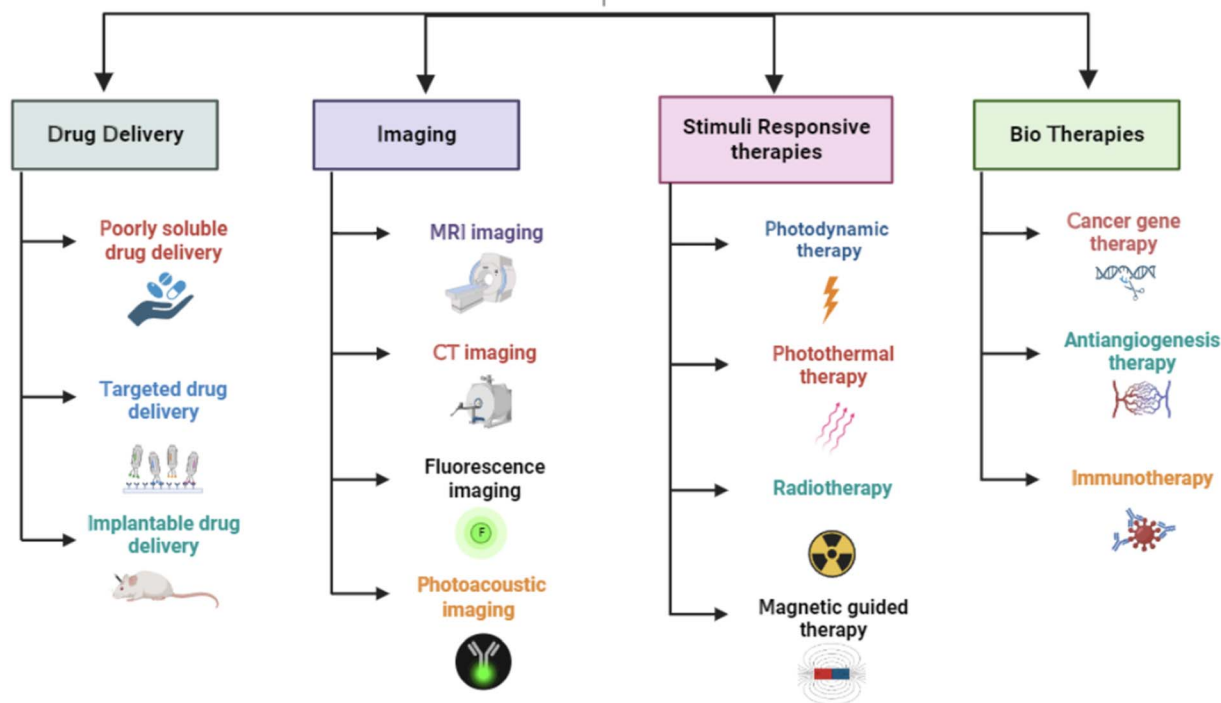 Drug Delivery
Poorly soluble
drug delivery
Targeted drug
delivery
Implantable drug
delivery
Imaging
MRI imaging
CT imaging
Fluorescence
imaging
F
Photoacoustic
imaging
Stimuli Responsive
therapies
Photodynamic
therapy
Photothermal
therapy
Radiotherapy
Magnetic guided
therapy
Bio Therapies
Cancer gene
therapy
Antiangiogenesis
therapy
Immunotherapy